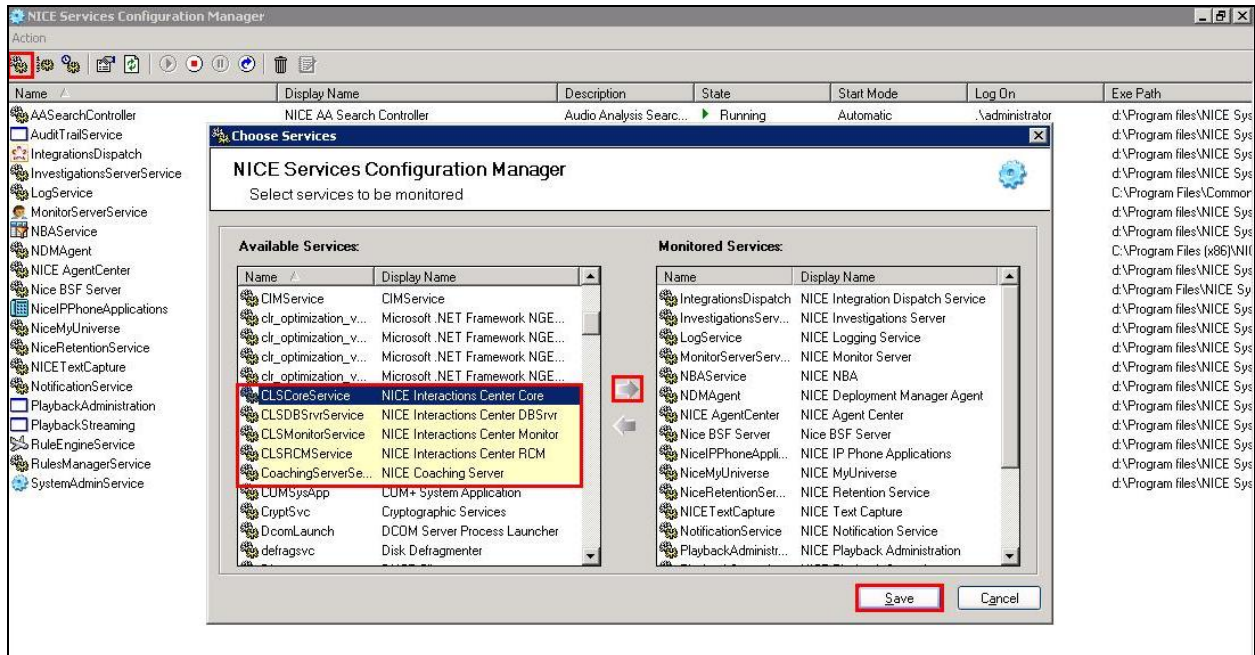 NICE Services Configuration Manager
Action
Name Display Name Description State Start Mode Log On Exe Path
AASearchController NICE AA Search Controller Audio Analysis Searc... Running Automatic .\administrator d:\Program files\NICE Sys
AuditTrailService d:\Program files\NICE Sys
IntegrationsDispatch d:\Program files\NICE Sys
InvestigationsServerService d:\Program files\NICE Sys
LogService C:\Program Files\Common
MonitorServerService d:\Program files\NICE Sys
NBAService d:\Program files\NICE Sys
NDMAgent C:\Program Files (x86)\NI
NICE AgentCenter d:\Program files\NICE Sys
Nice BSF Server d:\Program Files\NICE Sy
NiceIPPhoneApplications d:\Program files\NICE Sys
NiceMyUniverse d:\Program files\NICE Sys
NiceRetentionService d:\Program files\NICE Sys
NICETextCapture d:\Program files\NICE Sys
NotificationService d:\Program files\NICE Sys
PlaybackAdministration d:\Program files\NICE Sys
PlaybackStreaming d:\Program files\NICE Sys
RuleEngineService d:\Program files\NICE Sys
RulesManagerService d:\Program files\NICE Sys
SystemAdminService d:\Program files\NICE Sys
Choose Services
NICE Services Configuration Manager
Select services to be monitored
Available Services:
Name Display Name
CIMService CIMService
clr_optimization_v... Microsoft .NET Framework NGE...
clr_optimization_v... Microsoft .NET Framework NGE...
clr_optimization_v... Microsoft .NET Framework NGE...
clr_optimization_v... Microsoft .NET Framework NGE...
CLSCoreService NICE Interactions Center Core
CLSDBSrvrService NICE Interactions Center DBSrvr
CLSMonitorService NICE Interactions Center Monitor
CLSRCMService NICE Interactions Center RCM
CoachingServerSe... NICE Coaching Server
COMSysApp COM+ System Application
CryptSvc Cryptographic Services
DcomLaunch DCOM Server Process Launcher
defragsvc Disk Defragmenter
Monitored Services:
Name Display Name
IntegrationsDispatch NICE Integration Dispatch Service
InvestigationsServ... NICE Investigations Server
LogService NICE Logging Service
MonitorServerServ... NICE Monitor Server
NBAService NICE NBA
NDMAgent NICE Deployment Manager Agent
NICE AgentCenter NICE Agent Center
Nice BSF Server Nice BSF Server
NiceIPPhoneAppli... NICE IP Phone Applications
NiceMyUniverse NICE MyUniverse
NiceRetentionSer... NICE Retention Service
NICETextCapture NICE Text Capture
NotificationService NICE Notification Service
PlaybackAdministr... NICE Playback Administration
Save Cancel